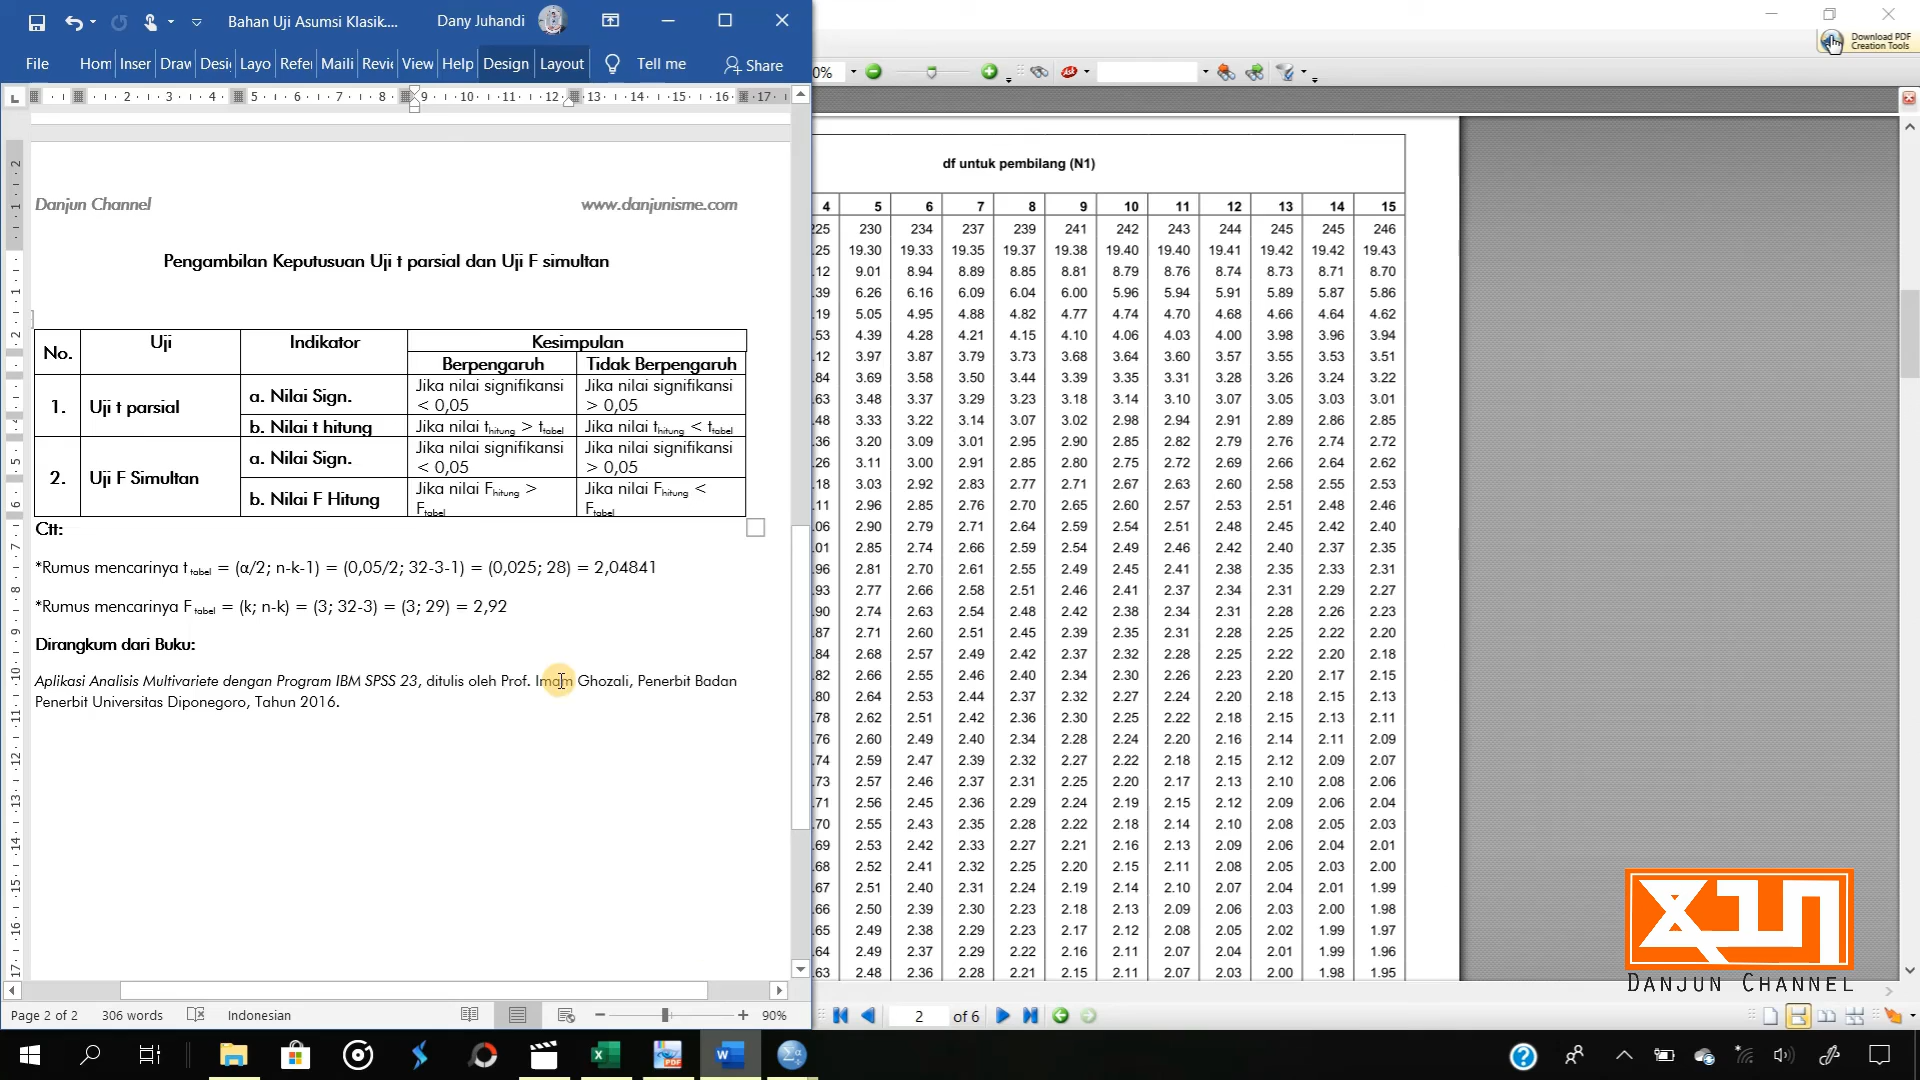 Bahan Uji Asumsi Klasik....
Dany Juhandi
File Hom Inser Draw Desi Layo Refe Maili Revie View Help Design Layout Tell me Share
Download PDF
Creation Tools
Danjun Channel www.danjunisme.com
Pengambilan Keputusuan Uji t parsial dan Uji F simultan
No. Uji Indikator Kesimpulan
Berpengaruh Tidak Berpengaruh
1. Uji t parsial a. Nilai Sign. Jika nilai signifikansi < 0,05 Jika nilai signifikansi > 0,05
b. Nilai t hitung Jika nilai thitung > ttabel Jika nilai thitung < ttabel
2. Uji F Simultan a. Nilai Sign. Jika nilai signifikansi < 0,05 Jika nilai signifikansi > 0,05
b. Nilai F Hitung Jika nilai Fhitung > Ftabel Jika nilai Fhitung < Ftabel
Ctt:
*Rumus mencarinya t tabel = (α/2; n-k-1) = (0,05/2; 32-3-1) = (0,025; 28) = 2,04841
*Rumus mencarinya F tabel = (k; n-k) = (3; 32-3) = (3; 29) = 2,92
Dirangkum dari Buku:
Aplikasi Analisis Multivariete dengan Program IBM SPSS 23, ditulis oleh Prof. Imam Ghozali, Penerbit Badan
Penerbit Universitas Diponegoro, Tahun 2016.
Page 2 of 2 306 words Indonesian 90%
df untuk pembilang (N1)
4 5 6 7 8 9 10 11 12 13 14 15
225 230 234 237 239 241 242 243 244 245 245 246
.25 19.30 19.33 19.35 19.37 19.38 19.40 19.40 19.41 19.42 19.42 19.43
.12 9.01 8.94 8.89 8.85 8.81 8.79 8.76 8.74 8.73 8.71 8.70
.39 6.26 6.16 6.09 6.04 6.00 5.96 5.94 5.91 5.89 5.87 5.86
.19 5.05 4.95 4.88 4.82 4.77 4.74 4.70 4.68 4.66 4.64 4.62
.53 4.39 4.28 4.21 4.15 4.10 4.06 4.03 4.00 3.98 3.96 3.94
.12 3.97 3.87 3.79 3.73 3.68 3.64 3.60 3.57 3.55 3.53 3.51
.84 3.69 3.58 3.50 3.44 3.39 3.35 3.31 3.28 3.26 3.24 3.22
.63 3.48 3.37 3.29 3.23 3.18 3.14 3.10 3.07 3.05 3.03 3.01
.48 3.33 3.22 3.14 3.07 3.02 2.98 2.94 2.91 2.89 2.86 2.85
.36 3.20 3.09 3.01 2.95 2.90 2.85 2.82 2.79 2.76 2.74 2.72
.26 3.11 3.00 2.91 2.85 2.80 2.75 2.72 2.69 2.66 2.64 2.62
.18 3.03 2.92 2.83 2.77 2.71 2.67 2.63 2.60 2.58 2.55 2.53
.11 2.96 2.85 2.76 2.70 2.65 2.60 2.57 2.53 2.51 2.48 2.46
.06 2.90 2.79 2.71 2.64 2.59 2.54 2.51 2.48 2.45 2.42 2.40
.01 2.85 2.74 2.66 2.59 2.54 2.49 2.46 2.42 2.40 2.37 2.35
.96 2.81 2.70 2.61 2.55 2.49 2.45 2.41 2.38 2.35 2.33 2.31
.93 2.77 2.66 2.58 2.51 2.46 2.41 2.37 2.34 2.31 2.29 2.27
.90 2.74 2.63 2.54 2.48 2.42 2.38 2.34 2.31 2.28 2.26 2.23
.87 2.71 2.60 2.51 2.45 2.39 2.35 2.31 2.28 2.25 2.22 2.20
.84 2.68 2.57 2.49 2.42 2.37 2.32 2.28 2.25 2.22 2.20 2.18
.82 2.66 2.55 2.46 2.40 2.34 2.30 2.26 2.23 2.20 2.17 2.15
.80 2.64 2.53 2.44 2.37 2.32 2.27 2.24 2.20 2.18 2.15 2.13
.78 2.62 2.51 2.42 2.36 2.30 2.25 2.22 2.18 2.15 2.13 2.11
.76 2.60 2.49 2.40 2.34 2.28 2.24 2.20 2.16 2.14 2.11 2.09
.74 2.59 2.47 2.39 2.32 2.27 2.22 2.18 2.15 2.12 2.09 2.07
.73 2.57 2.46 2.37 2.31 2.25 2.20 2.17 2.13 2.10 2.08 2.06
.71 2.56 2.45 2.36 2.29 2.24 2.19 2.15 2.12 2.09 2.06 2.04
.70 2.55 2.43 2.35 2.28 2.22 2.18 2.14 2.10 2.08 2.05 2.03
.69 2.53 2.42 2.33 2.27 2.21 2.16 2.13 2.09 2.06 2.04 2.01
.68 2.52 2.41 2.32 2.25 2.20 2.15 2.11 2.08 2.05 2.03 2.00
.67 2.51 2.40 2.31 2.24 2.19 2.14 2.10 2.07 2.04 2.01 1.99
.66 2.50 2.39 2.30 2.23 2.18 2.13 2.09 2.06 2.03 2.00 1.98
.65 2.49 2.38 2.29 2.23 2.17 2.12 2.08 2.05 2.02 1.99 1.97
.64 2.49 2.37 2.29 2.22 2.16 2.11 2.07 2.04 2.01 1.99 1.96
.63 2.48 2.36 2.28 2.21 2.15 2.11 2.07 2.03 2.00 1.98 1.95
2 of 6
DANJUN CHANNEL